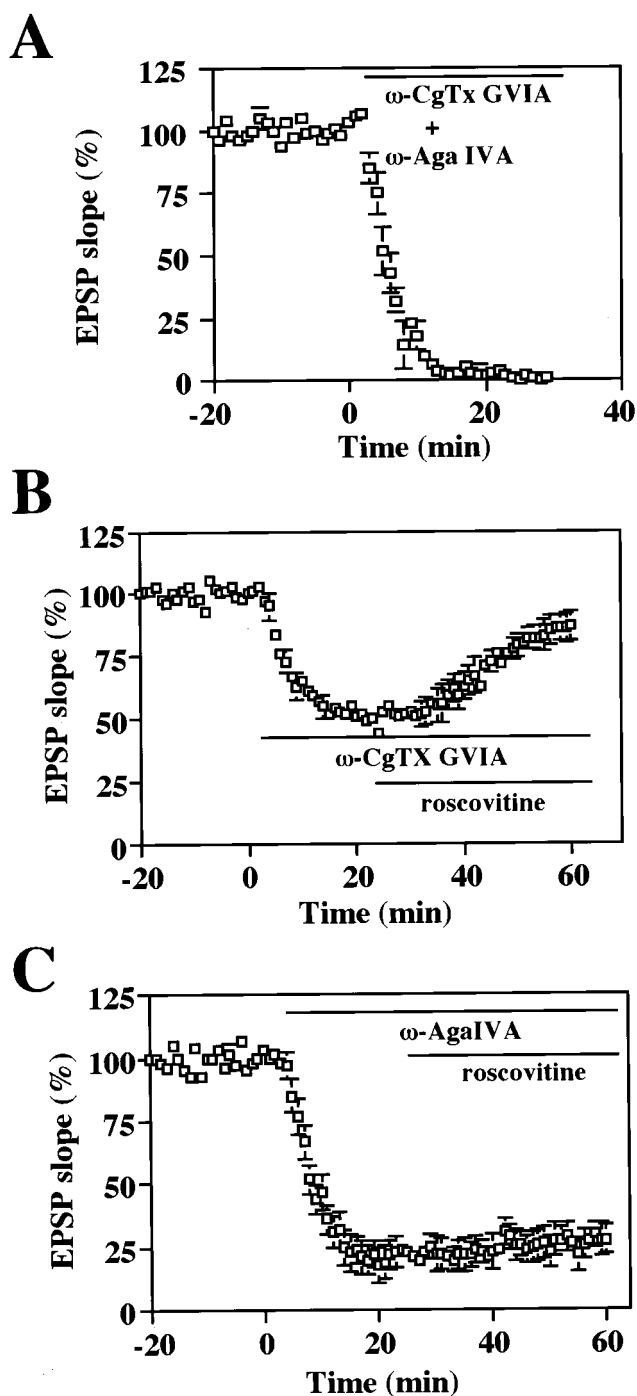 A
125
100
75
50
25
0
EPSP slope (%)
ω-CgTx GVIA
+
ω-Aga IVA
-20
0
20
40
Time (min)
B
125
100
75
50
25
0
EPSP slope (%)
ω-CgTX GVIA
roscovitine
-20
0
20
40
60
Time (min)
C
125
100
75
50
25
0
EPSP slope (%)
ω-AgaIVA
roscovitine
-20
0
20
40
60
Time (min)